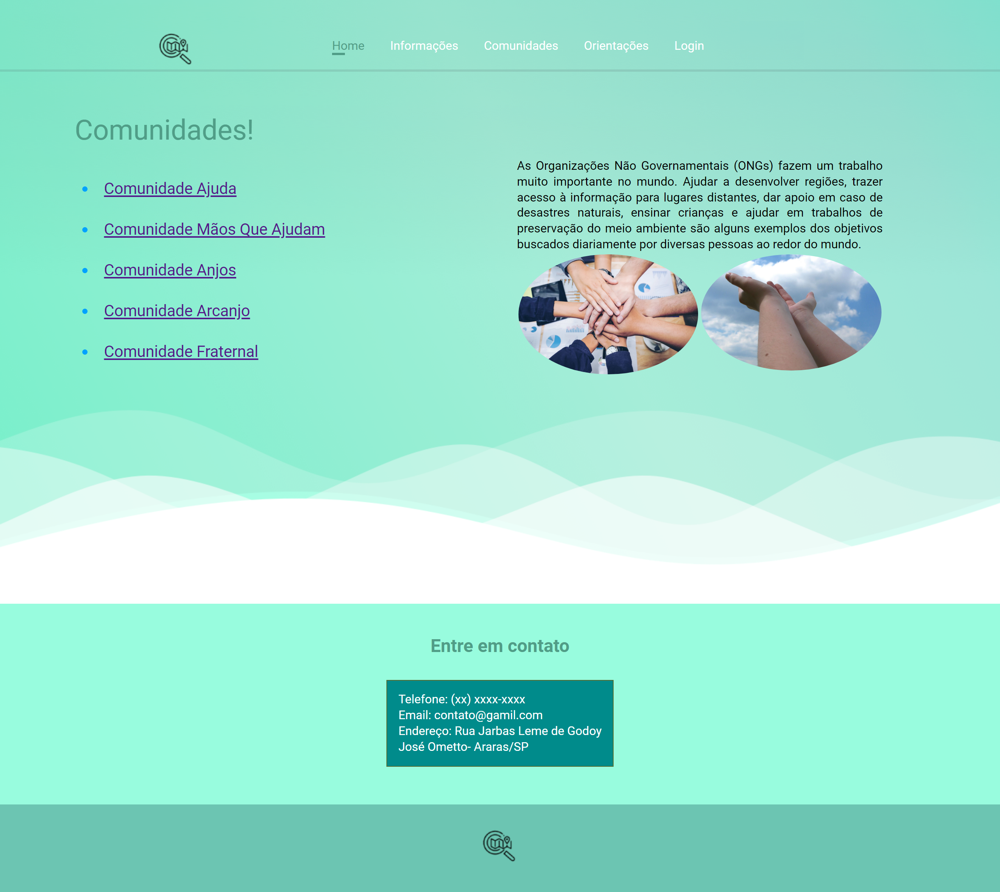 Home
Informações
Comunidades
Orientações
Login
Comunidades!
Comunidade Ajuda
Comunidade Mãos Que Ajudam
Comunidade Anjos
Comunidade Arcanjo
Comunidade Fraternal
As Organizações Não Governamentais (ONGs) fazem um trabalho
muito importante no mundo. Ajudar a desenvolver regiões, trazer
acesso à informação para lugares distantes, dar apoio em caso de
desastres naturais, ensinar crianças e ajudar em trabalhos de
preservação do meio ambiente são alguns exemplos dos objetivos
buscados diariamente por diversas pessoas ao redor do mundo.
Entre em contato
Telefone: (xx) xxxx-xxxx
Email: contato@gamil.com
Endereço: Rua Jarbas Leme de Godoy
José Ometto- Araras/SP